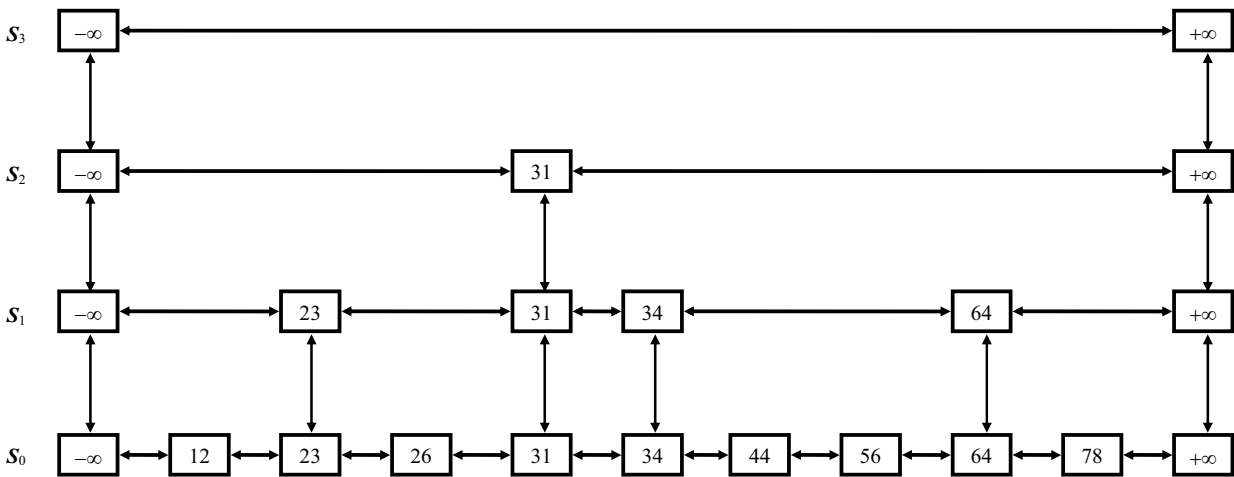 S3 −∞ +∞
S2 −∞ 31 +∞
S1 −∞ 23 31 34 64 +∞
S0 −∞ 12 23 26 31 34 44 56 64 78 +∞